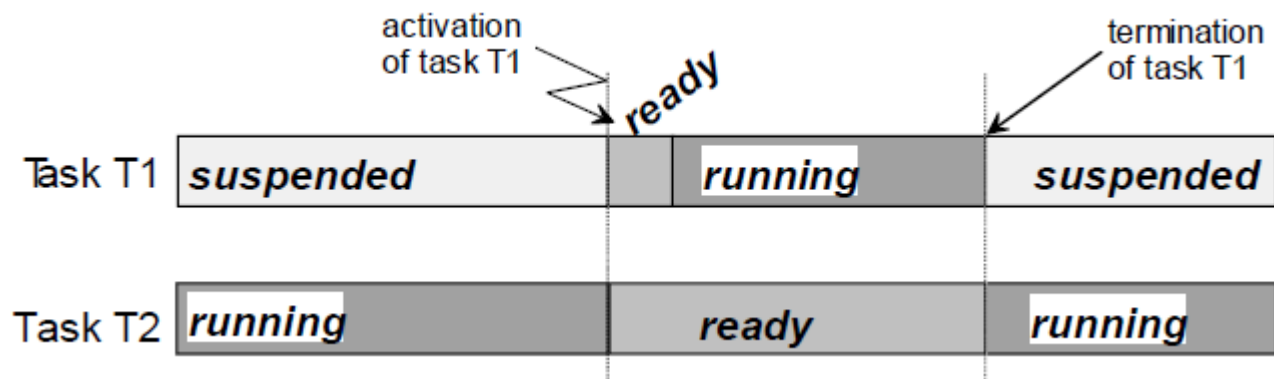 activation
of task T1
ready
termination
of task T1
Task T1
suspended
running
suspended
Task T2
running
ready
running